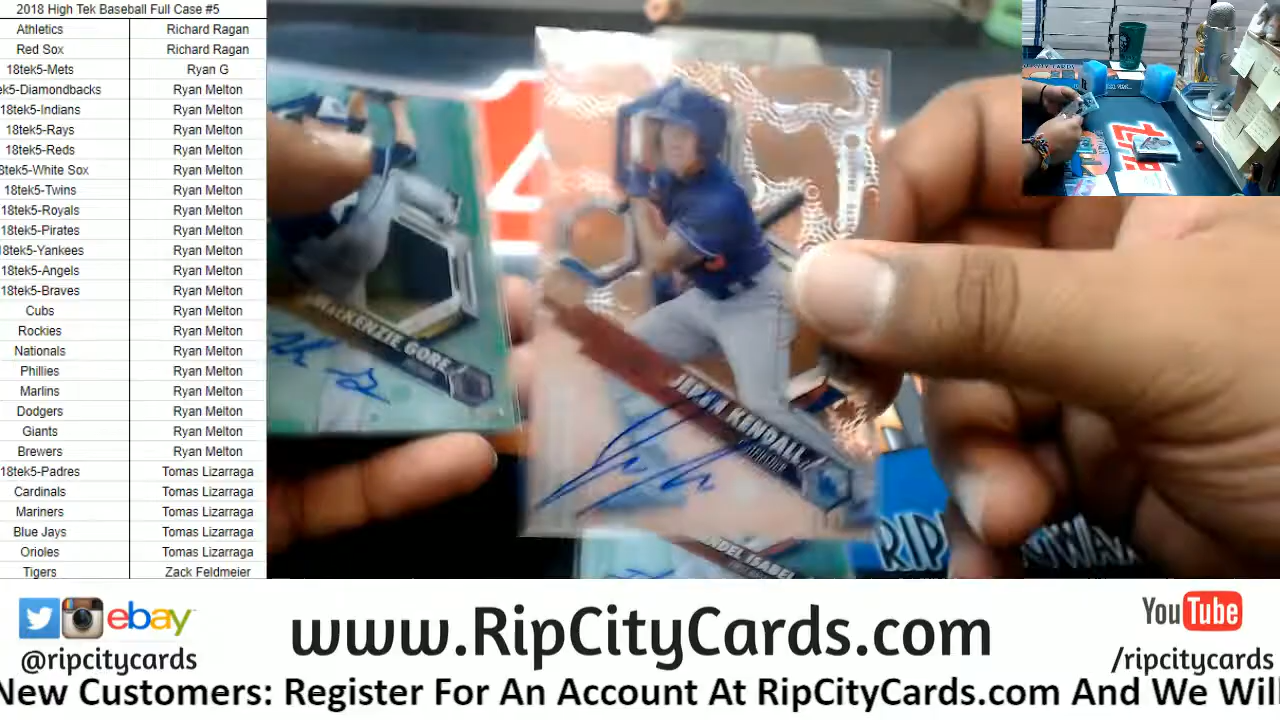 2018 High Tek Baseball Full Case #5
Athletics Richard Ragan
Red Sox Richard Ragan
18tek5-Mets Ryan G
ek5-Diamondbacks Ryan Melton
18tek5-Indians Ryan Melton
18tek5-Rays Ryan Melton
18tek5-Reds Ryan Melton
8tek5-White Sox Ryan Melton
18tek5-Twins Ryan Melton
18tek5-Royals Ryan Melton
18tek5-Pirates Ryan Melton
18tek5-Yankees Ryan Melton
18tek5-Angels Ryan Melton
18tek5-Braves Ryan Melton
Cubs Ryan Melton
Rockies Ryan Melton
Nationals Ryan Melton
Phillies Ryan Melton
Marlins Ryan Melton
Dodgers Ryan Melton
Giants Ryan Melton
Brewers Ryan Melton
18tek5-Padres Tomas Lizarraga
Cardinals Tomas Lizarraga
Mariners Tomas Lizarraga
Blue Jays Tomas Lizarraga
Orioles Tomas Lizarraga
Tigers Zack Feldmeier
MacKENZIE GORE
JEREN KENDALL
NDEL ISABEL
RIP
ebay
@ripcitycards
www.RipCityCards.com
YouTube
/ripcitycards
New Customers: Register For An Account At RipCityCards.com And We Will